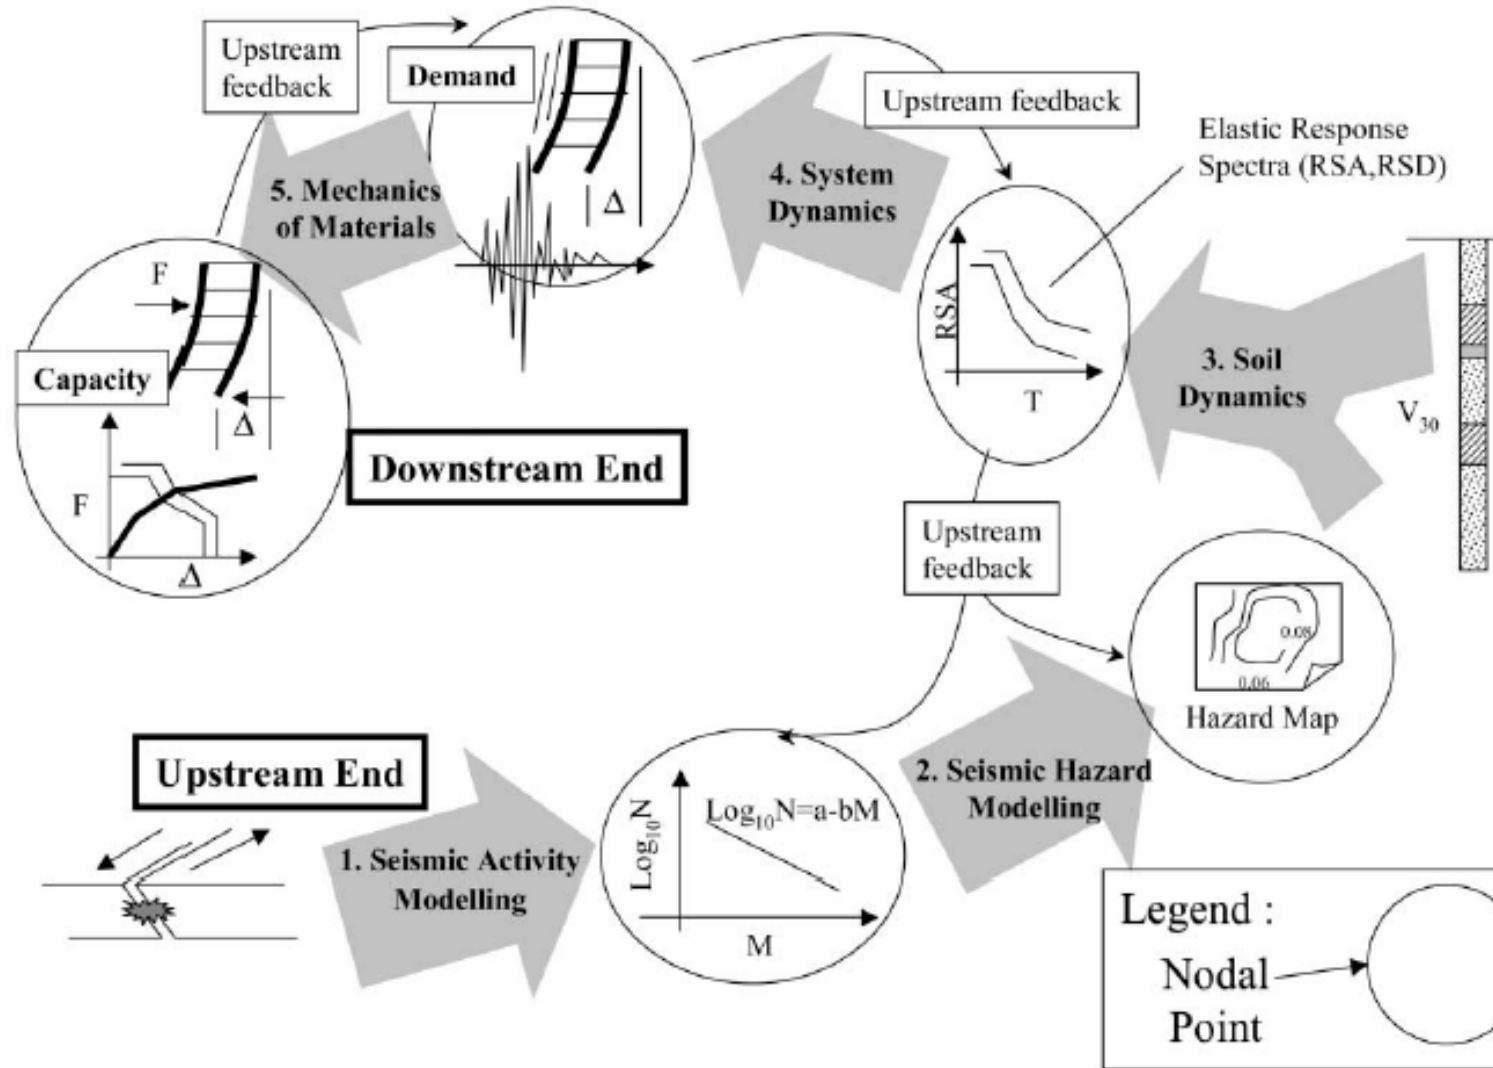 Upstream
feedback
Demand
Upstream feedback
Elastic Response
Spectra (RSA,RSD)
4. System
Dynamics
5. Mechanics
of Materials
Δ
F
Capacity
Δ
F
Δ
RSA
T
3. Soil
Dynamics
V₃₀
Downstream End
Upstream
feedback
0.08
0.06
Hazard Map
Upstream End
2. Seismic Hazard
Modelling
1. Seismic Activity
Modelling
Log₁₀N
Log₁₀N=a-bM
M
Legend :
Nodal
Point